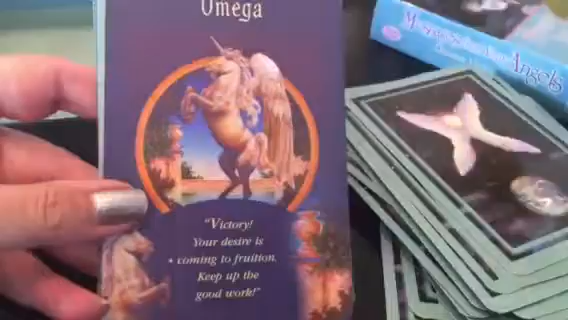 Omega
"Victory!
Your desire is
coming to fruition.
Keep up the
good work!"
Angels